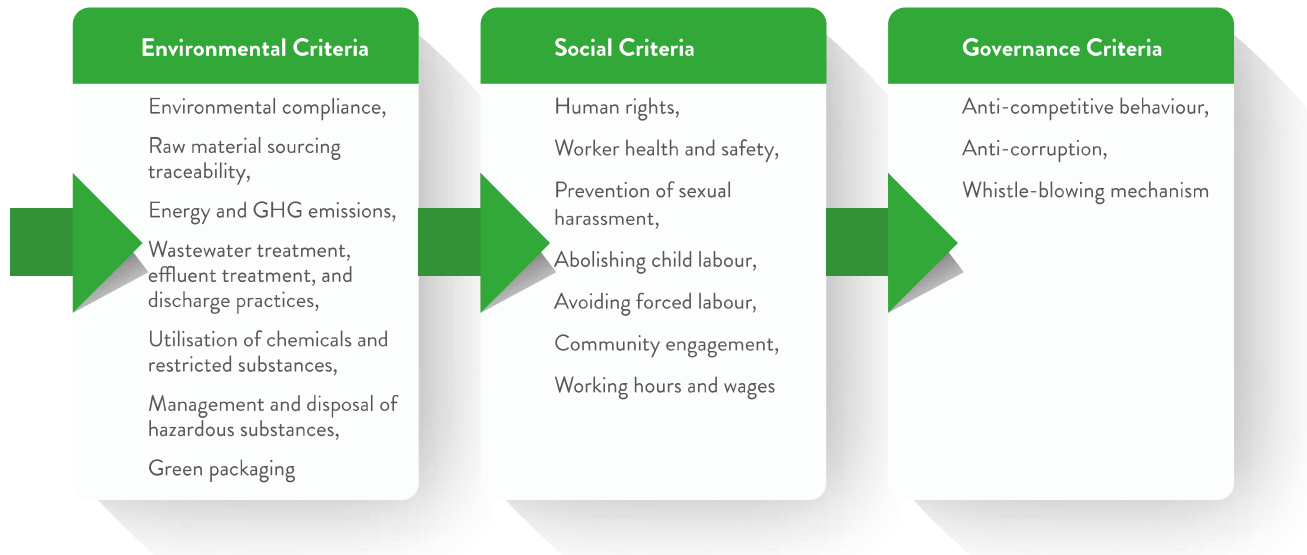 Environmental Criteria
Environmental compliance,
Raw material sourcing
traceability,
Energy and GHG emissions,
Wastewater treatment,
effluent treatment, and
discharge practices,
Utilisation of chemicals and
restricted substances,
Management and disposal of
hazardous substances,
Green packaging
Social Criteria
Human rights,
Worker health and safety,
Prevention of sexual
harassment,
Abolishing child labour,
Avoiding forced labour,
Community engagement,
Working hours and wages
Governance Criteria
Anti-competitive behaviour,
Anti-corruption,
Whistle-blowing mechanism